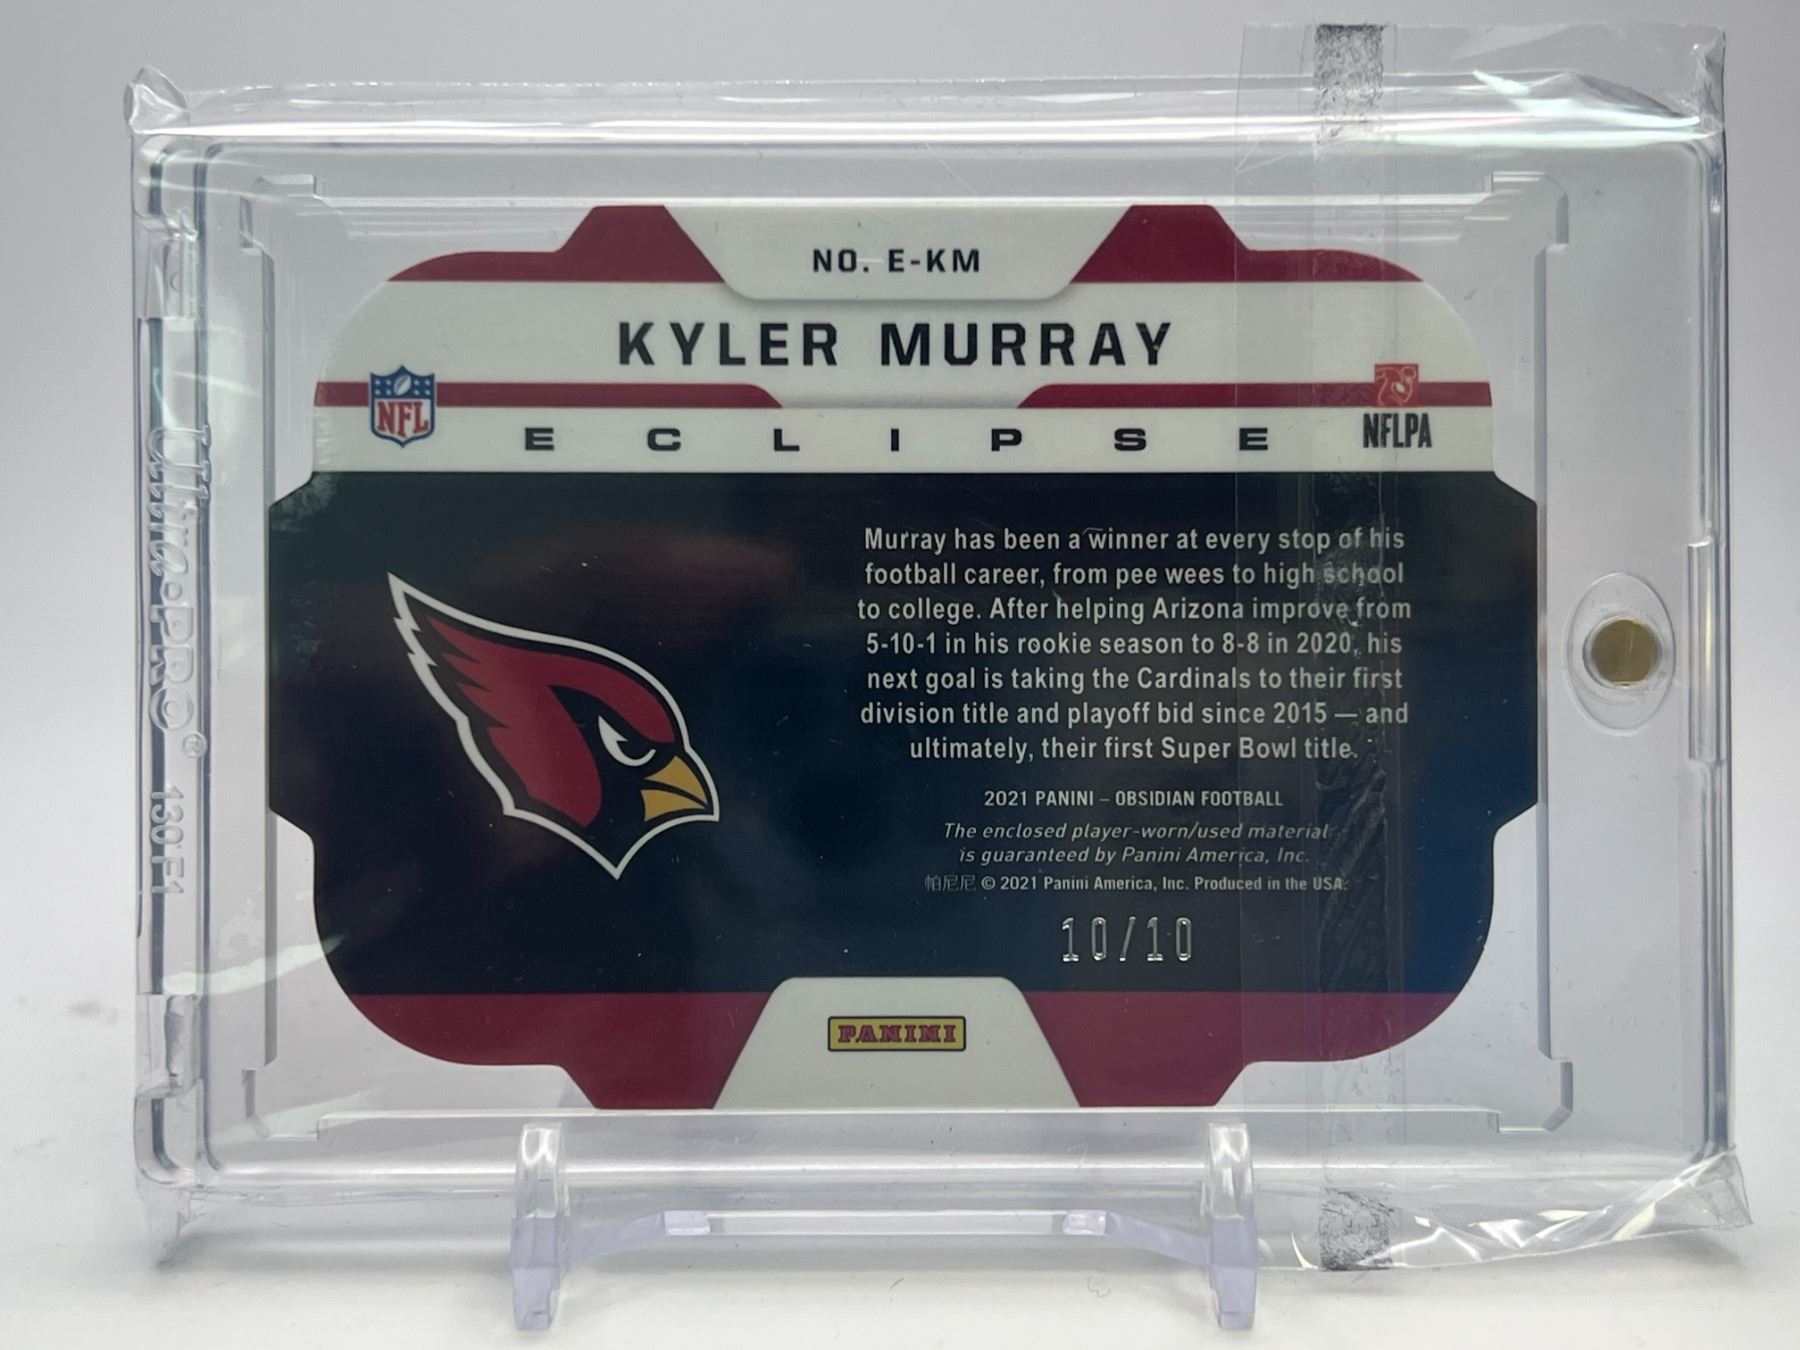 NO. E-KM
KYLER MURRAY
NFL
NFLPA
ECLIPSE
Murray has been a winner at every stop of his
football career, from pee wees to high school
to college. After helping Arizona improve from
5-10-1 in his rookie season to 8-8 in 2020, his
next goal is taking the Cardinals to their first
division title and playoff bid since 2015 — and
ultimately, their first Super Bowl title.
2021 PANINI – OBSIDIAN FOOTBALL
The enclosed player-worn/used material
is guaranteed by Panini America, Inc.
帕尼尼 © 2021 Panini America, Inc. Produced in the USA.
10/10
PANINI
Ultra•PRO® 130 F1